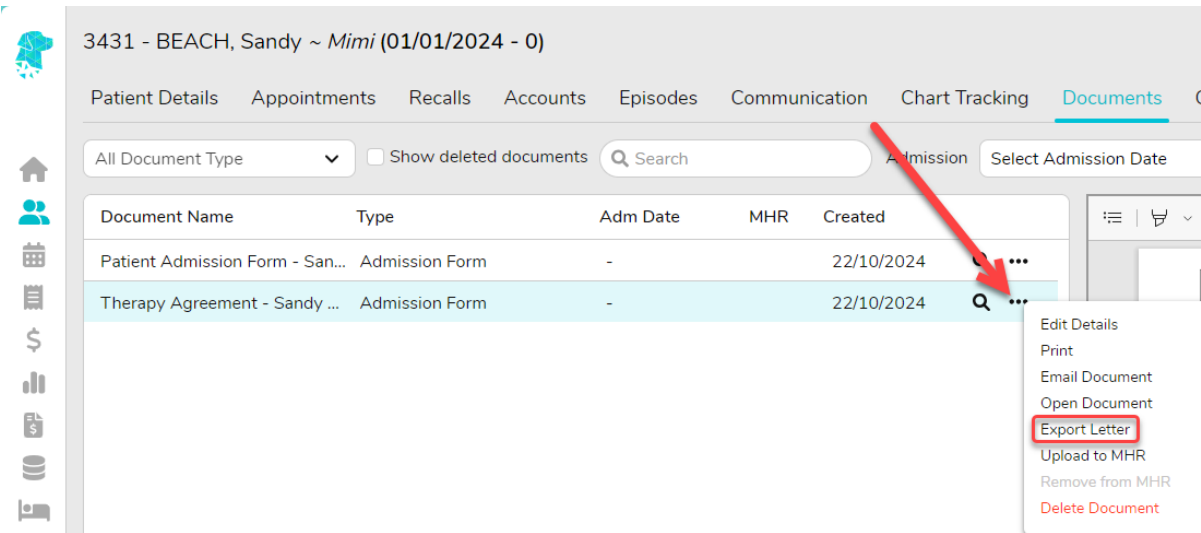 3431 - BEACH, Sandy ~ Mimi (01/01/2024 - 0)
Patient Details Appointments Recalls Accounts Episodes Communication Chart Tracking Documents
All Document Type Show deleted documents Search Admission Select Admission Date
Document Name Type Adm Date MHR Created
Patient Admission Form - San... Admission Form - 22/10/2024
Therapy Agreement - Sandy ... Admission Form - 22/10/2024
Edit Details
Print
Email Document
Open Document
Export Letter
Upload to MHR
Remove from MHR
Delete Document